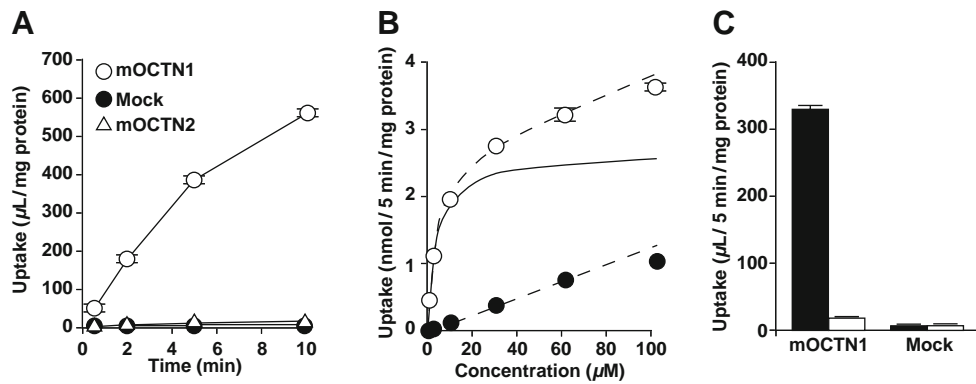 A
Uptake (µL/ mg protein)
700
600
500
400
300
200
100
0
mOCTN1
Mock
mOCTN2
0 2 4 6 8 10
Time (min)
B
Uptake (nmol/ 5 min/ mg protein)
4
3
2
1
0
0 20 40 60 80 100
Concentration (µM)
C
Uptake (µL/ 5 min/ mg protein)
400
300
200
100
0
mOCTN1 Mock